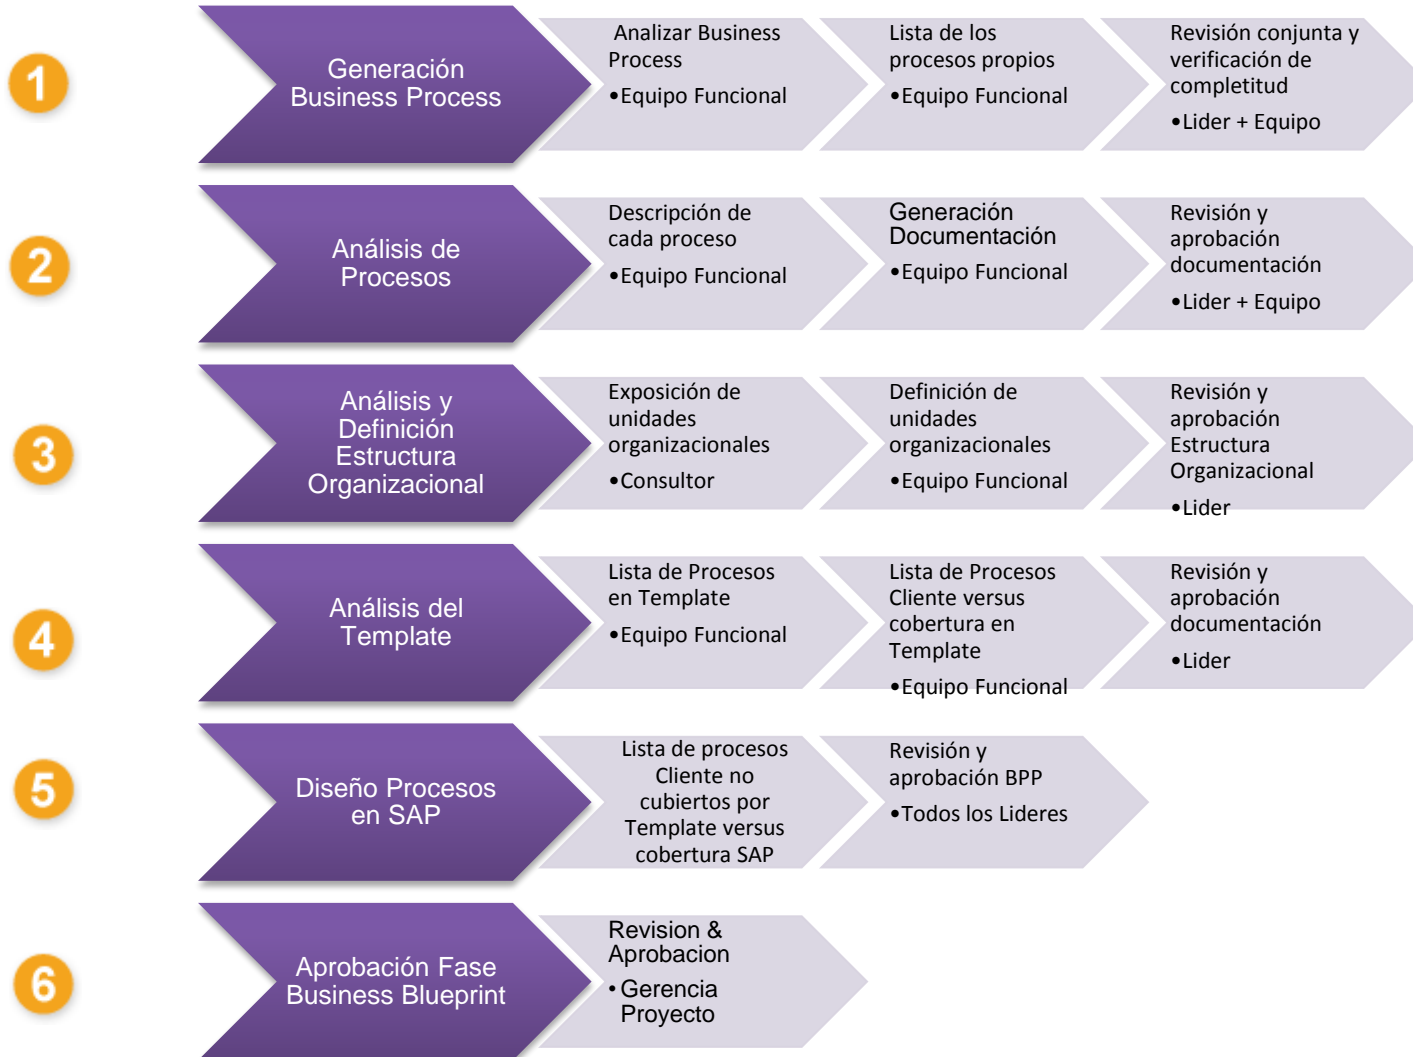 1
Generación
Business Process
Analizar Business
Process
•Equipo Funcional
Lista de los
procesos propios
•Equipo Funcional
Revisión conjunta y
verificación de
completitud
•Lider + Equipo
2
Análisis de
Procesos
Descripción de
cada proceso
•Equipo Funcional
Generación
Documentación
•Equipo Funcional
Revisión y
aprobación
documentación
•Lider + Equipo
3
Análisis y
Definición
Estructura
Organizacional
Exposición de
unidades
organizacionales
•Consultor
Definición de
unidades
organizacionales
•Equipo Funcional
Revisión y
aprobación
Estructura
Organizacional
•Lider
4
Análisis del
Template
Lista de Procesos
en Template
•Equipo Funcional
Lista de Procesos
Cliente versus
cobertura en
Template
•Equipo Funcional
Revisión y
aprobación
documentación
•Lider
5
Diseño Procesos
en SAP
Lista de procesos
Cliente no
cubiertos por
Template versus
cobertura SAP
Revisión y
aprobación BPP
•Todos los Lideres
6
Aprobación Fase
Business Blueprint
Revision &
Aprobacion
• Gerencia
Proyecto